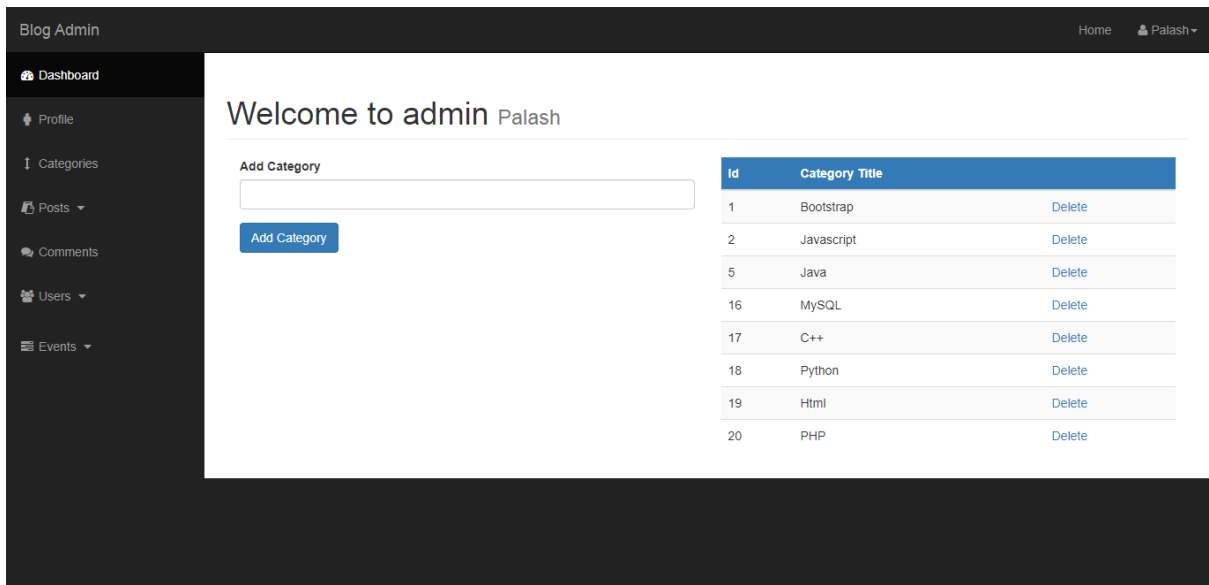 Blog Admin
Home Palash
Dashboard
Profile
Categories
Posts
Comments
Users
Events
Welcome to admin Palash
Add Category
Add Category
Id Category Title
1 Bootstrap Delete
2 Javascript Delete
5 Java Delete
16 MySQL Delete
17 C++ Delete
18 Python Delete
19 Html Delete
20 PHP Delete